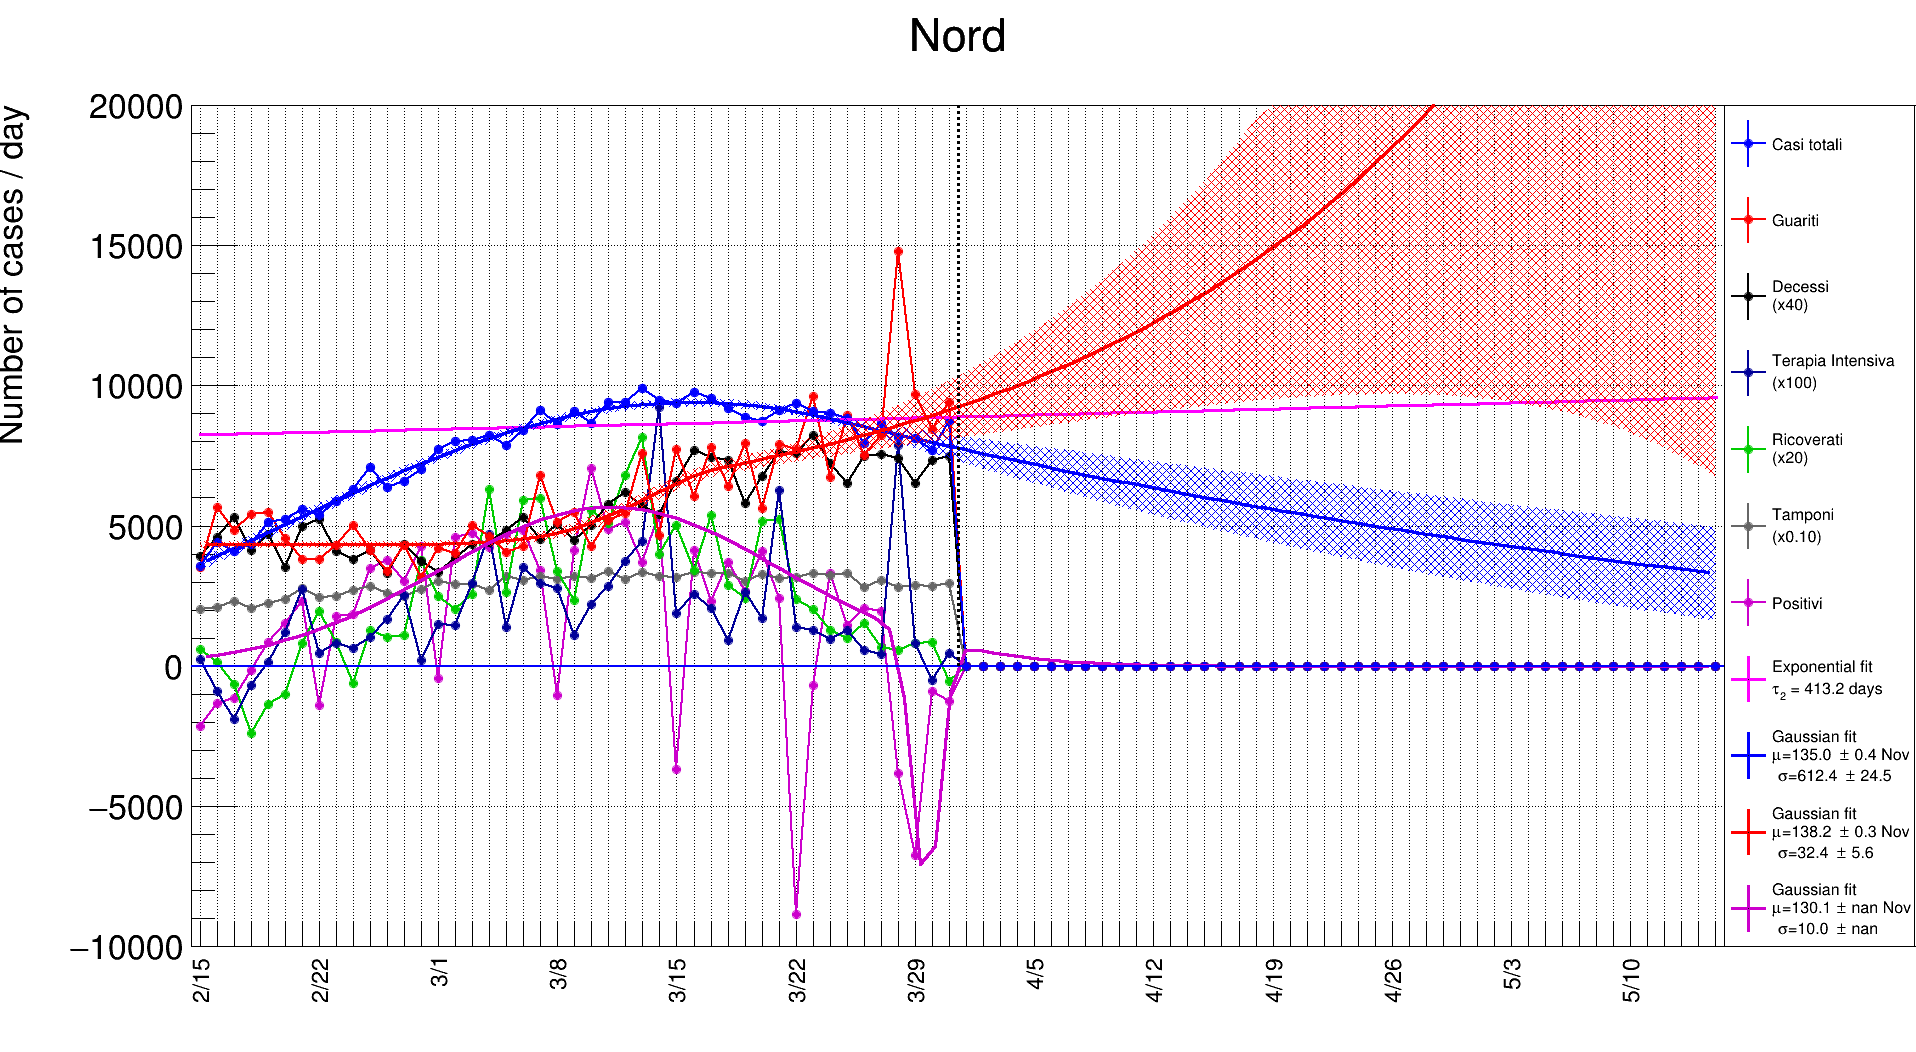 Nord
Number of cases / day
20000
15000
10000
5000
0
−5000
−10000
2/15
2/22
3/1
3/8
3/15
3/22
3/29
4/5
4/12
4/19
4/26
5/3
5/10
Casi totali
Guariti
Decessi
(x40)
Terapia Intensiva
(x100)
Ricoverati
(x20)
Tamponi
(x0.10)
Positivi
Exponential fit
τ2 = 413.2 days
Gaussian fit
μ=135.0 ± 0.4 Nov
σ=612.4 ± 24.5
Gaussian fit
μ=138.2 ± 0.3 Nov
σ=32.4 ± 5.6
Gaussian fit
μ=130.1 ± nan Nov
σ=10.0 ± nan